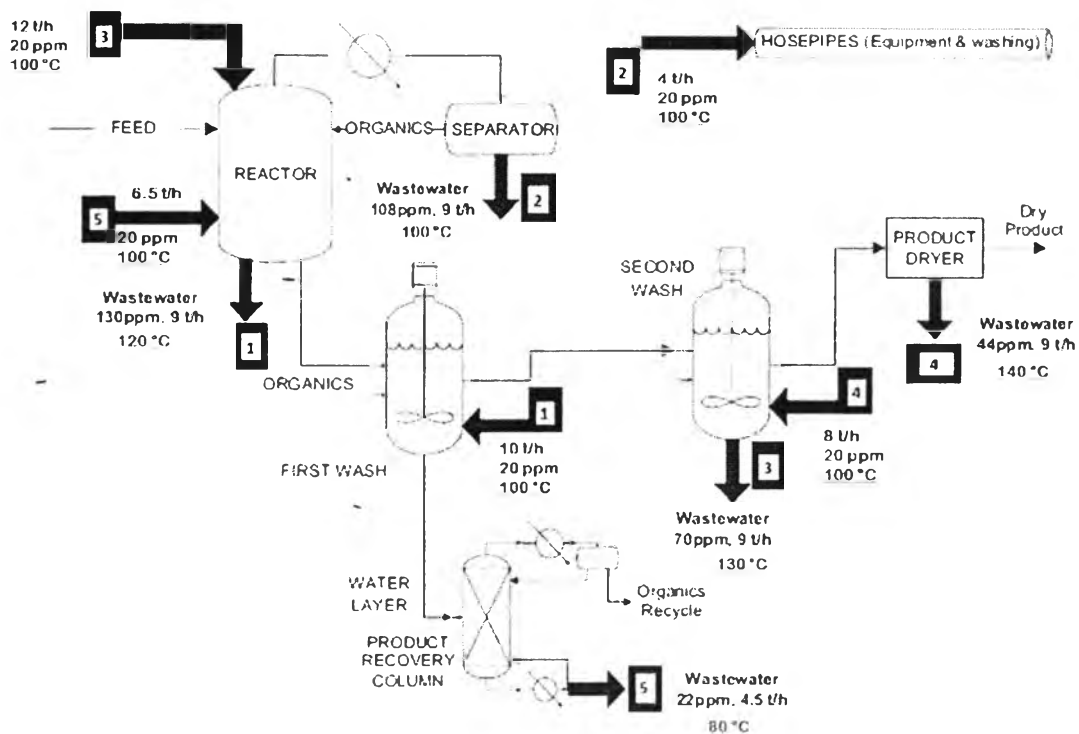 12 t/h
20 ppm
100 °C
3
HOSEPIPES (Equipment & washing)
2
4 t/h
20 ppm
100 °C
FEED
ORGANICS
SEPARATOR
REACTOR
6.5 t/h
5
20 ppm
100 °C
Wastewater
108ppm, 9 t/h
100 °C
2
Wastewater
130ppm, 9 t/h
120 °C
1
SECOND
WASH
PRODUCT
DRYER
Dry
Product
Wastewater
44ppm, 9 t/h
140 °C
4
ORGANICS
1
10 t/h
20 ppm
100 °C
FIRST WASH
4
8 t/h
20 ppm
100 °C
3
Wastewater
70ppm, 9 t/h
130 °C
WATER
LAYER
Organics
Recycle
PRODUCT
RECOVERY
COLUMN
5
Wastewater
22ppm, 4.5 t/h
80 °C